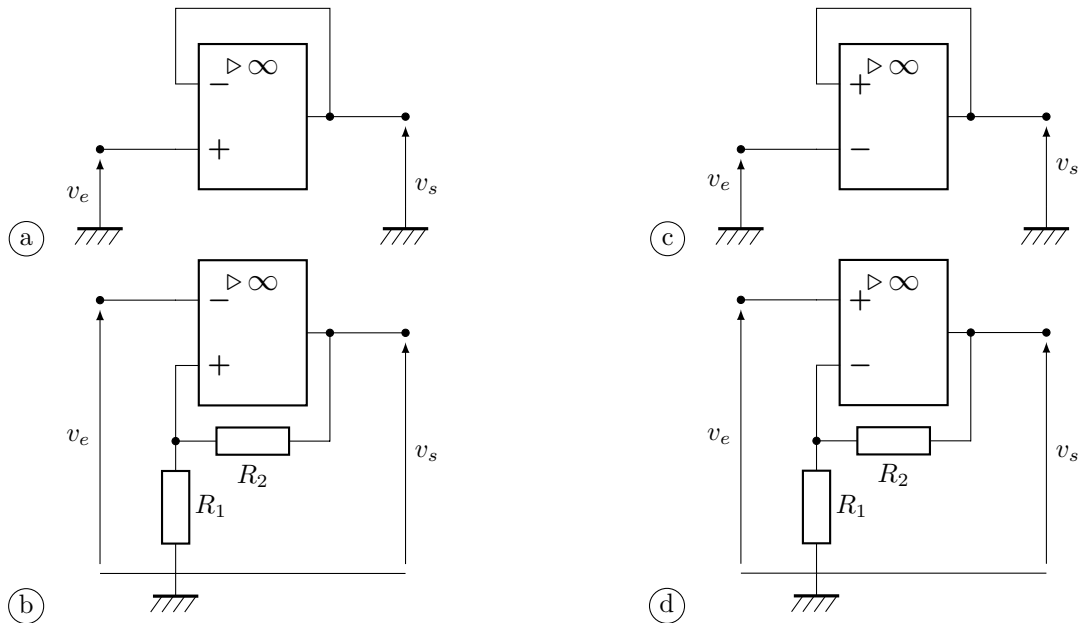 ▷ ∞
−
+
v_e
v_s
a
▷ ∞
+
−
v_e
v_s
c
▷ ∞
−
+
v_e
v_s
R_2
R_1
b
▷ ∞
+
−
v_e
v_s
R_2
R_1
d